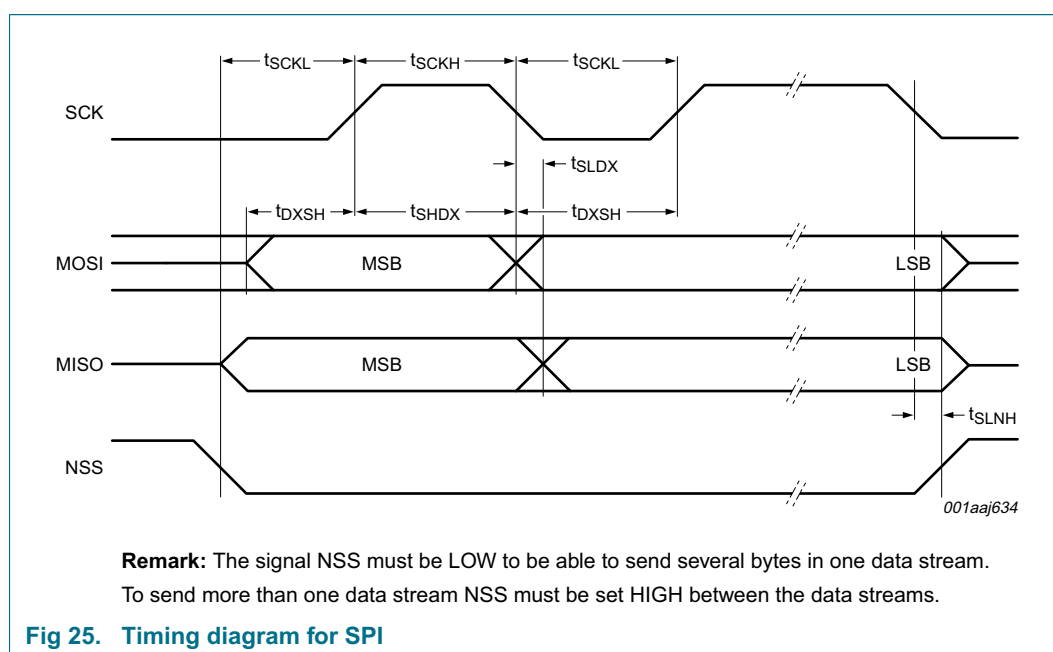 tSCKL tSCKH tSCKL
SCK
tSLDX
tDXSH tSHDX tDXSH
MOSI MSB LSB
MISO MSB LSB
tSLNH
NSS
001aaj634
Remark: The signal NSS must be LOW to be able to send several bytes in one data stream.
To send more than one data stream NSS must be set HIGH between the data streams.
Fig 25. Timing diagram for SPI